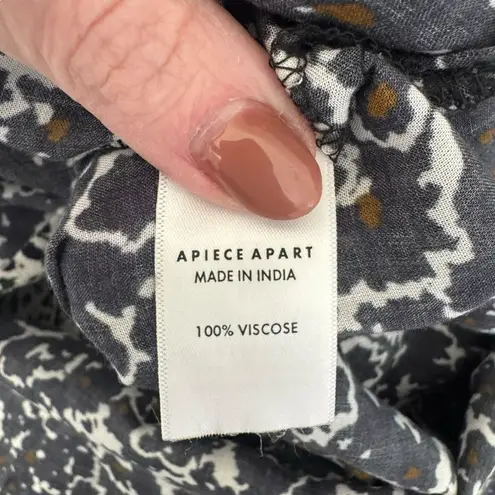 APIECE APART
MADE IN INDIA
100% VISCOSE